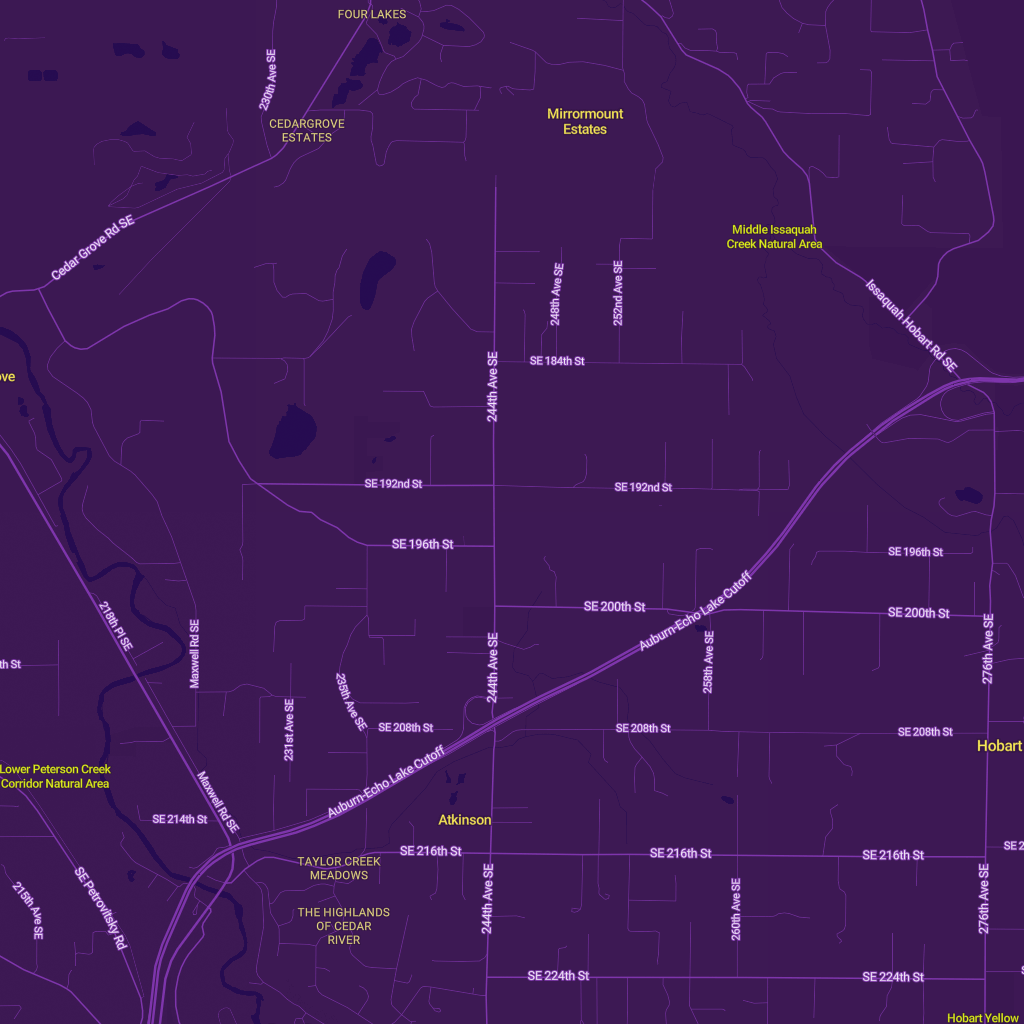 FOUR LAKES
230th Ave SE
CEDARGROVE
ESTATES
Mirrormount
Estates
Cedar Grove Rd SE
Middle Issaquah
Creek Natural Area
248th Ave SE
252nd Ave SE
Issaquah Hobart Rd SE
244th Ave SE
SE 184th St
ove
SE 192nd St
SE 192nd St
SE 196th St
SE 196th St
SE 200th St
SE 200th St
Auburn-Echo Lake Cutoff
218th Pl SE
Maxwell Rd SE
244th Ave SE
258th Ave SE
276th Ave SE
th St
235th Ave SE
231st Ave SE
SE 208th St
SE 208th St
SE 208th St
Hobart
Lower Peterson Creek
Corridor Natural Area
Maxwell Rd SE
Auburn-Echo Lake Cutoff
SE 214th St
Atkinson
SE 216th St
SE 216th St
SE 216th St
SE 2
TAYLOR CREEK
MEADOWS
SE Petrovitsky Rd
215th Ave SE
244th Ave SE
260th Ave SE
276th Ave SE
THE HIGHLANDS
OF CEDAR
RIVER
SE 224th St
SE 224th St
S
Hobart Yellow